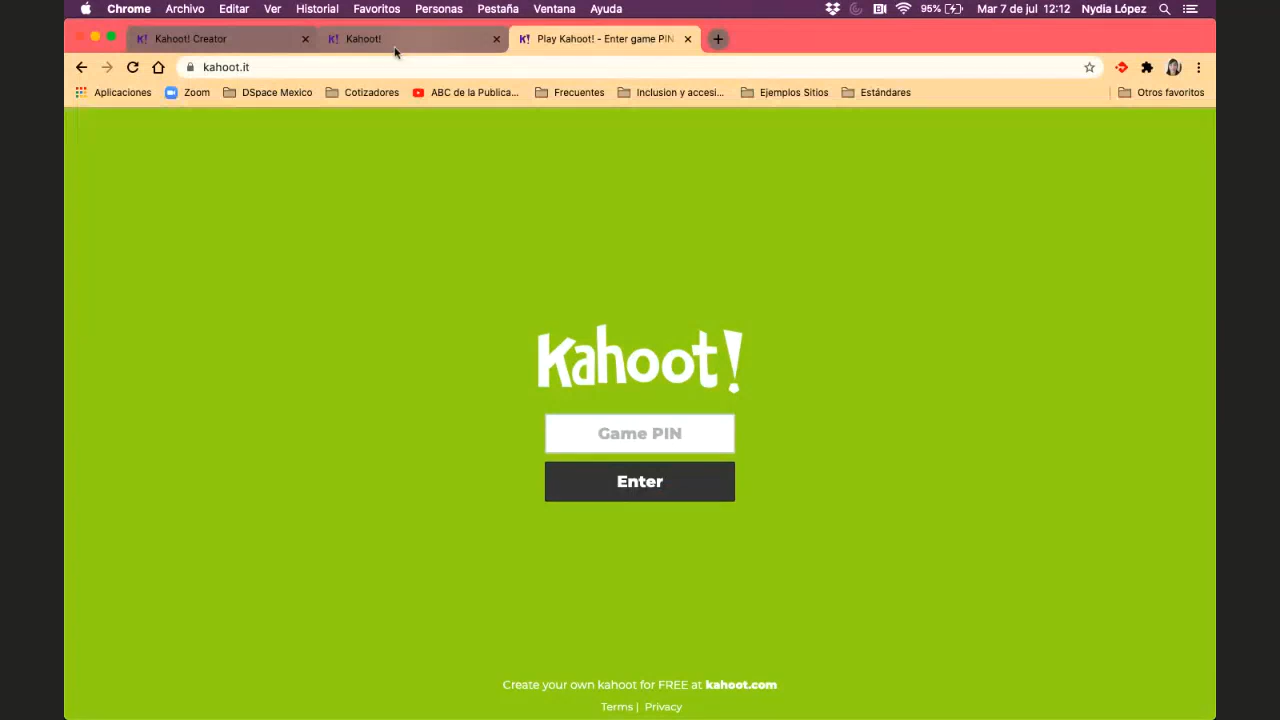 Chrome Archivo Editar Ver Historial Favoritos Personas Pestaña Ventana Ayuda 95% Mar 7 de jul 12:12 Nydia López
K! Kahoot! Creator K! Kahoot! K! Play Kahoot! - Enter game PIN
kahoot.it
Aplicaciones Zoom DSpace Mexico Cotizadores ABC de la Publica... Frecuentes Inclusion y accesi... Ejemplos Sitios Estándares Otros favoritos
Kahoot!
Game PIN
Enter
Create your own kahoot for FREE at kahoot.com
Terms | Privacy